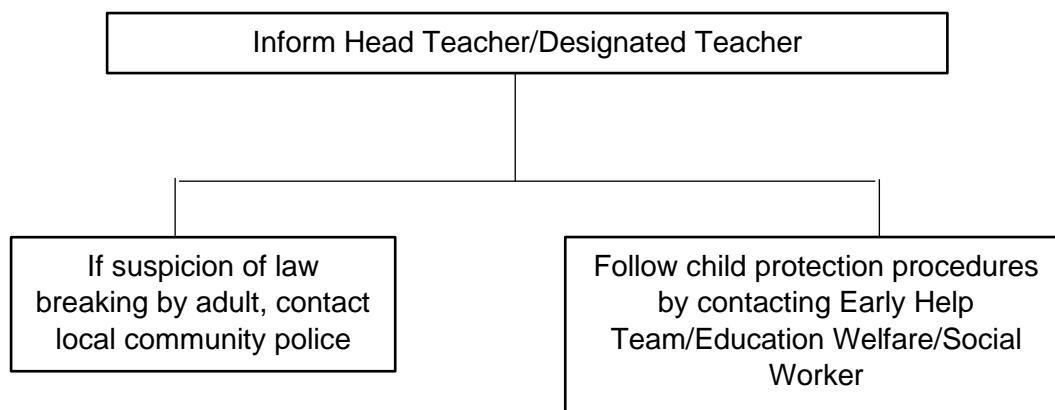 Inform Head Teacher/Designated Teacher
If suspicion of law
breaking by adult, contact
local community police
Follow child protection procedures
by contacting Early Help
Team/Education Welfare/Social
Worker